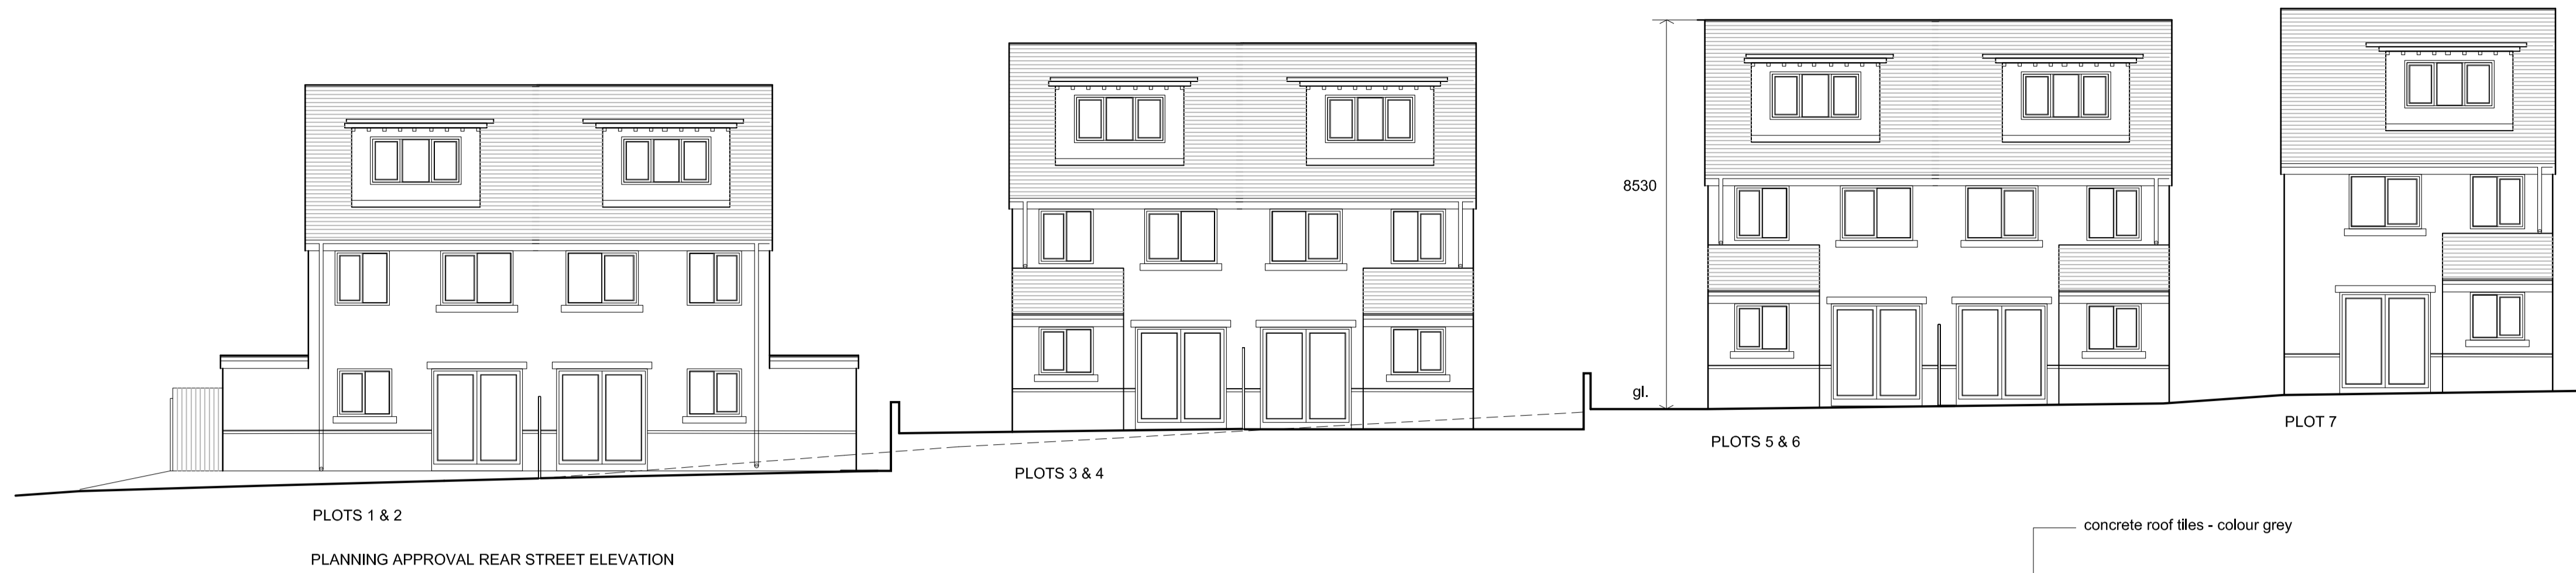 8530
gl.
PLOT 7
PLOTS 5 & 6
PLOTS 3 & 4
PLOTS 1 & 2
concrete roof tiles - colour grey
PLANNING APPROVAL REAR STREET ELEVATION